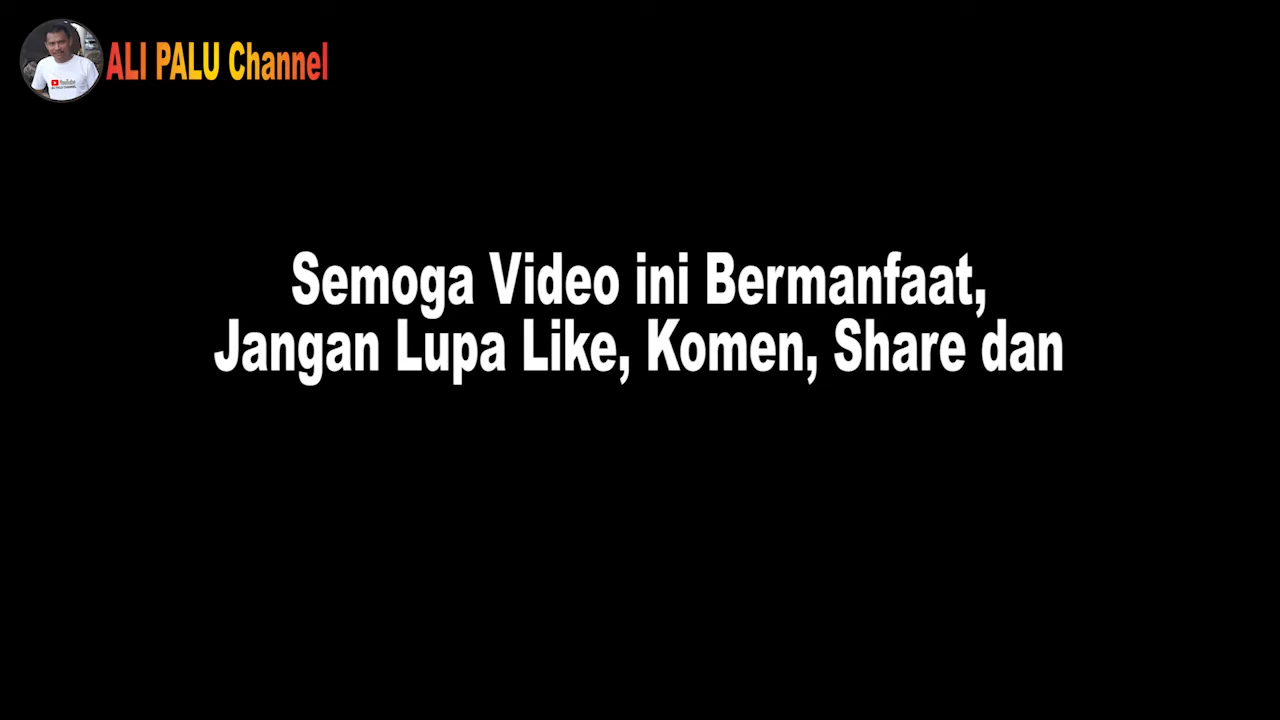 ALI PALU Channel
Semoga Video ini Bermanfaat,
Jangan Lupa Like, Komen, Share dan